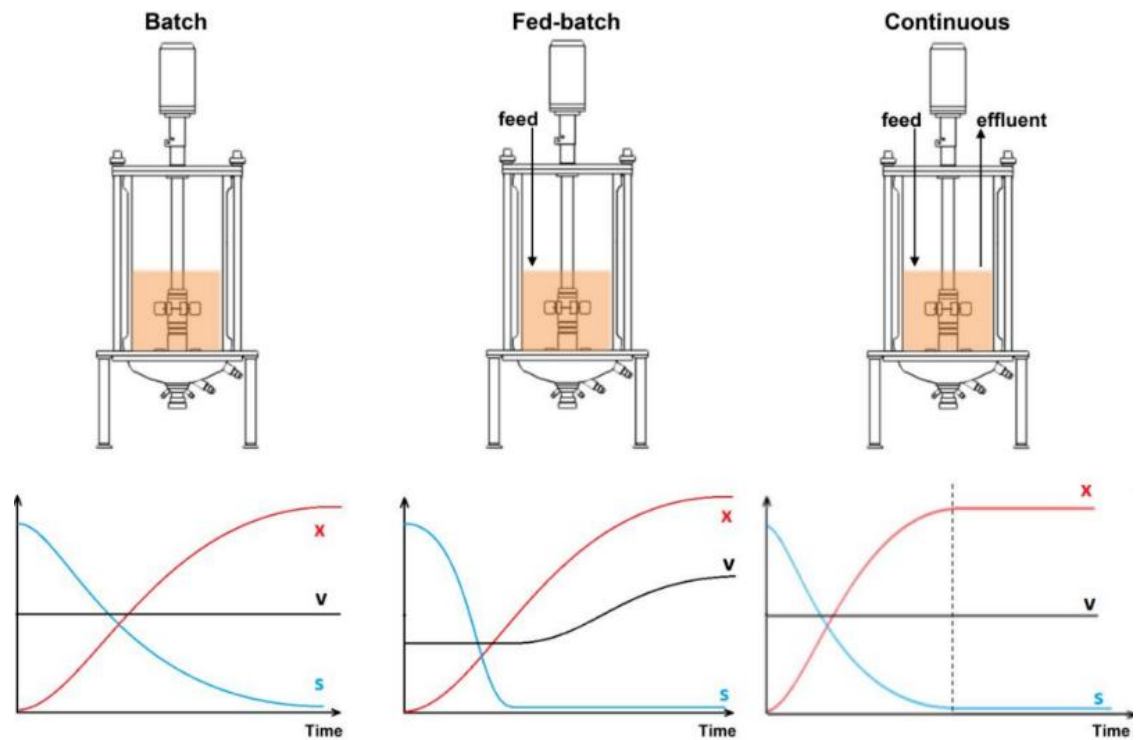 Batch
Fed-batch
Continuous
feed
feed
effluent
X
V
S
Time
X
V
S
Time
X
V
S
Time